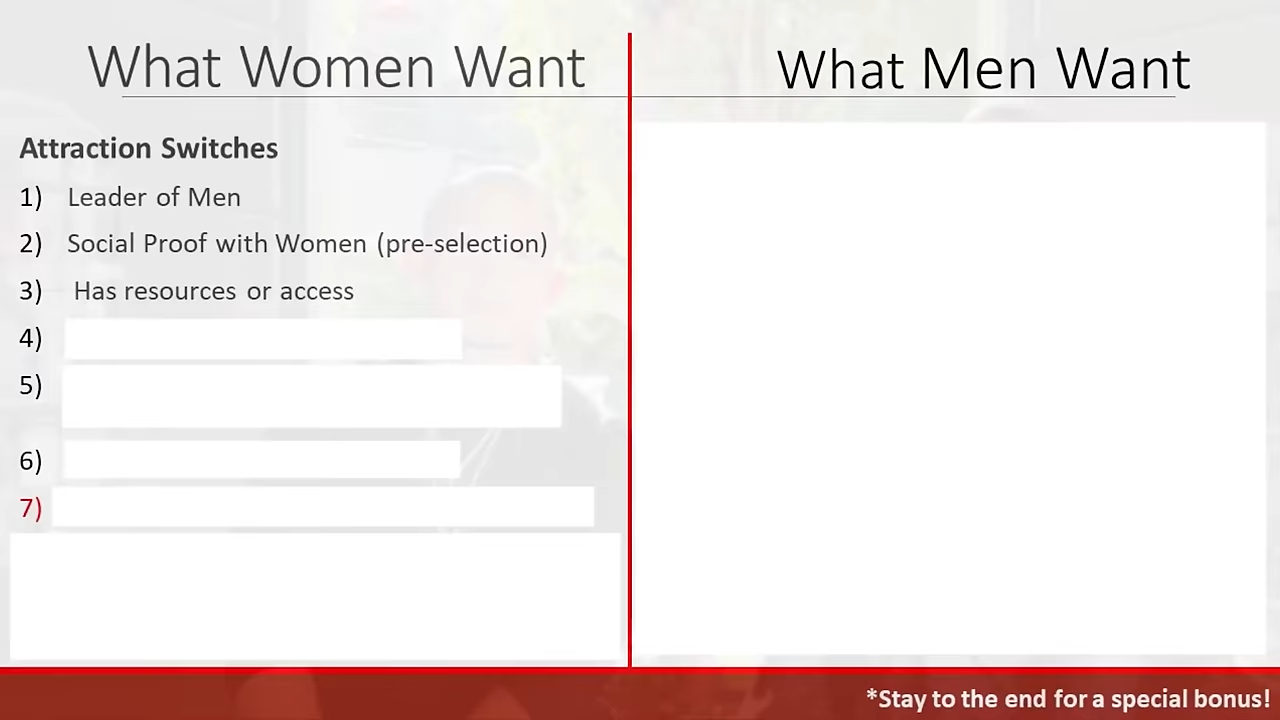 What Women Want
What Men Want
Attraction Switches
1) Leader of Men
2) Social Proof with Women (pre-selection)
3) Has resources or access
4)
5)
6)
7)
*Stay to the end for a special bonus!